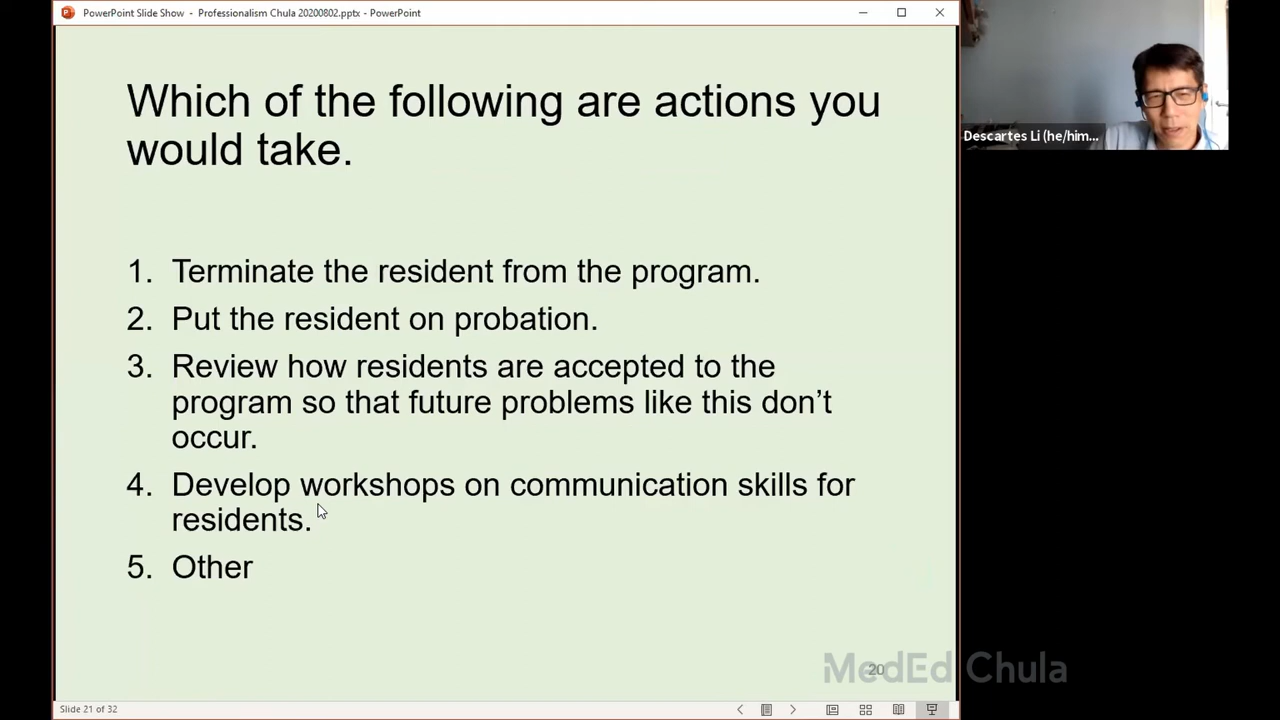 PowerPoint Slide Show - Professionalism Chula 20200802.pptx - PowerPoint
Which of the following are actions you
would take.
1. Terminate the resident from the program.
2. Put the resident on probation.
3. Review how residents are accepted to the
program so that future problems like this don’t
occur.
4. Develop workshops on communication skills for
residents.
5. Other
20
MedEd Chula
Slide 21 of 32
Descartes Li (he/him...